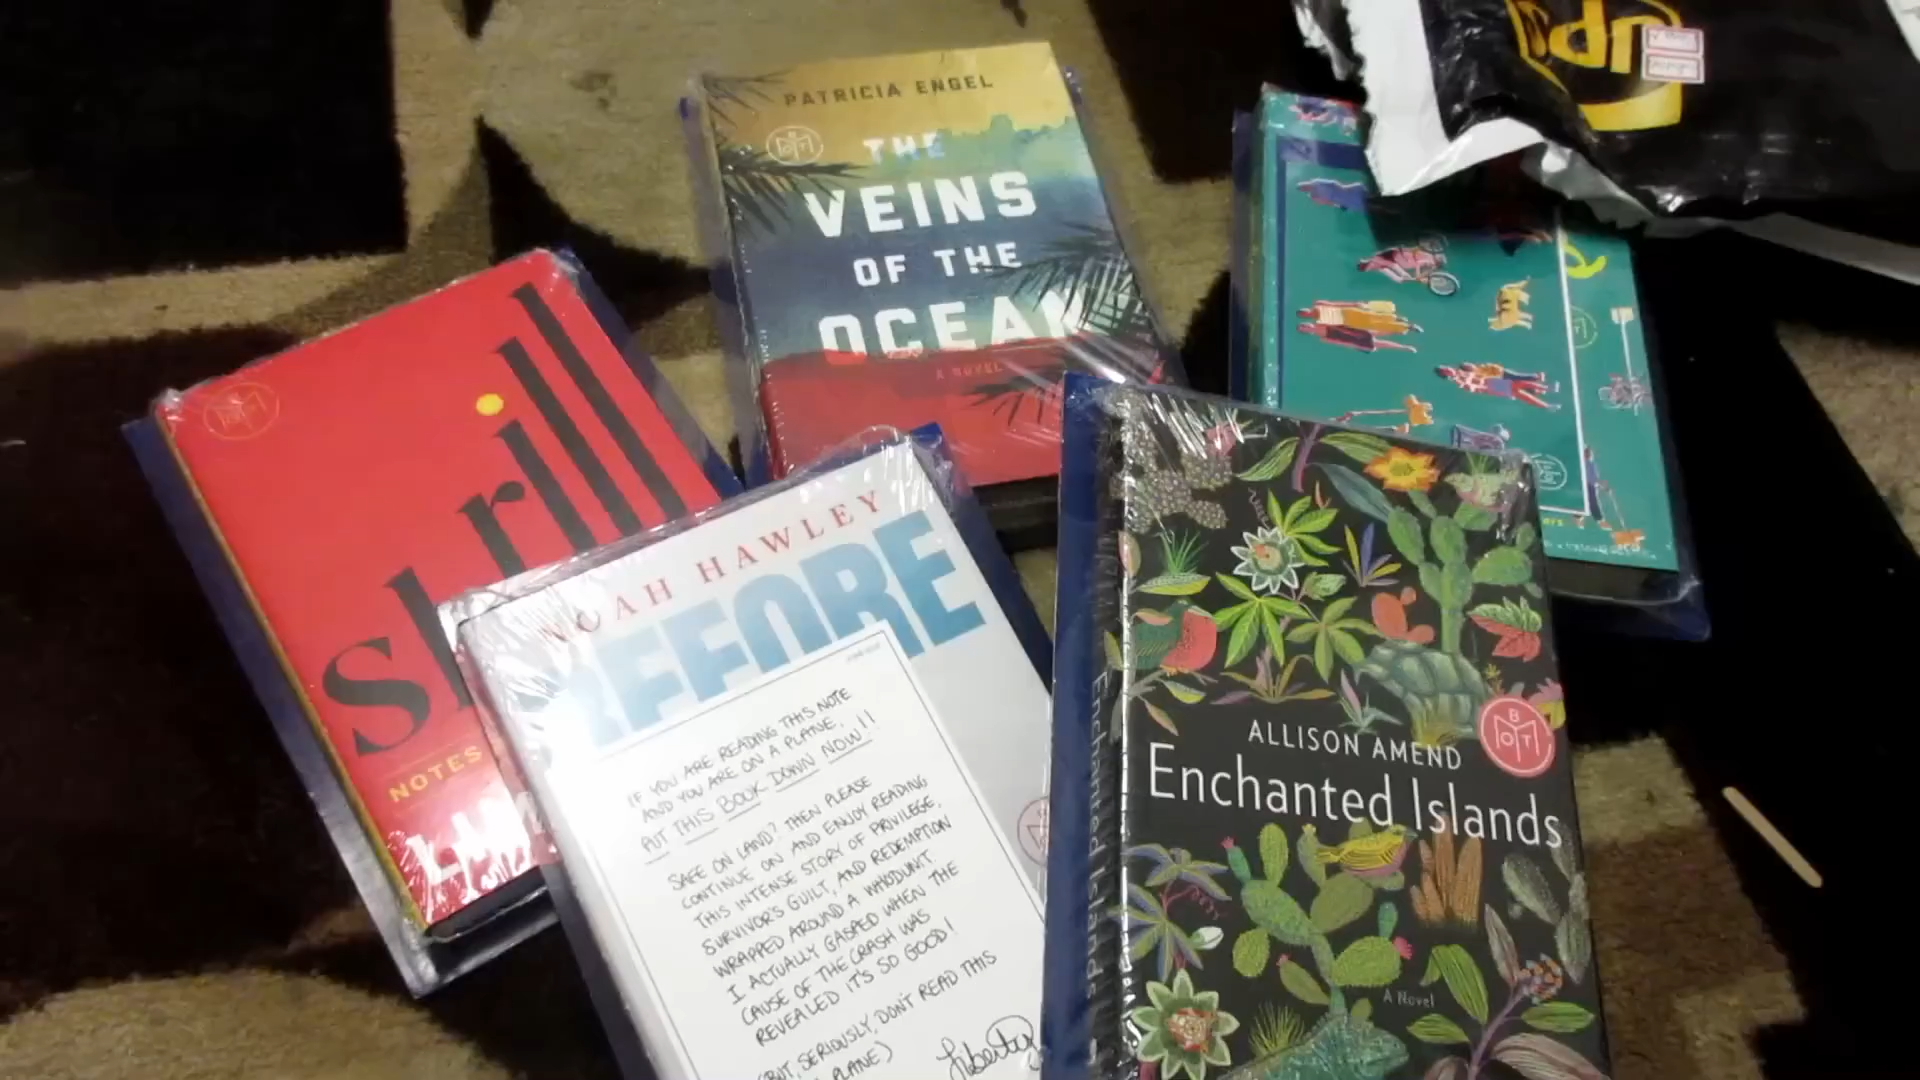 PATRICIA ENGEL
THE
VEINS
OF THE
OCEAN
A NOVEL
shrill
NOTES
NOAH HAWLEY
BEFORE
IF YOU ARE READING THIS NOTE
AND YOU ARE ON A PLANE,
PUT THIS BOOK DOWN NOW!!
SAFE ON LAND? THEN PLEASE
CONTINUE ON AND ENJOY READING
THIS INTENSE STORY OF PRIVILEGE,
SURVIVOR'S GUILT, AND REDEMPTION
WRAPPED AROUND A WHODUNIT.
I ACTUALLY GASPED WHEN THE
CAUSE OF THE CRASH WAS
REVEALED IT'S SO GOOD!
(BUT, SERIOUSLY, DON'T READ THIS
PLANE)
Liberty
ALLISON AMEND
Enchanted Islands
A Novel
BOTM
Enchanted Islands